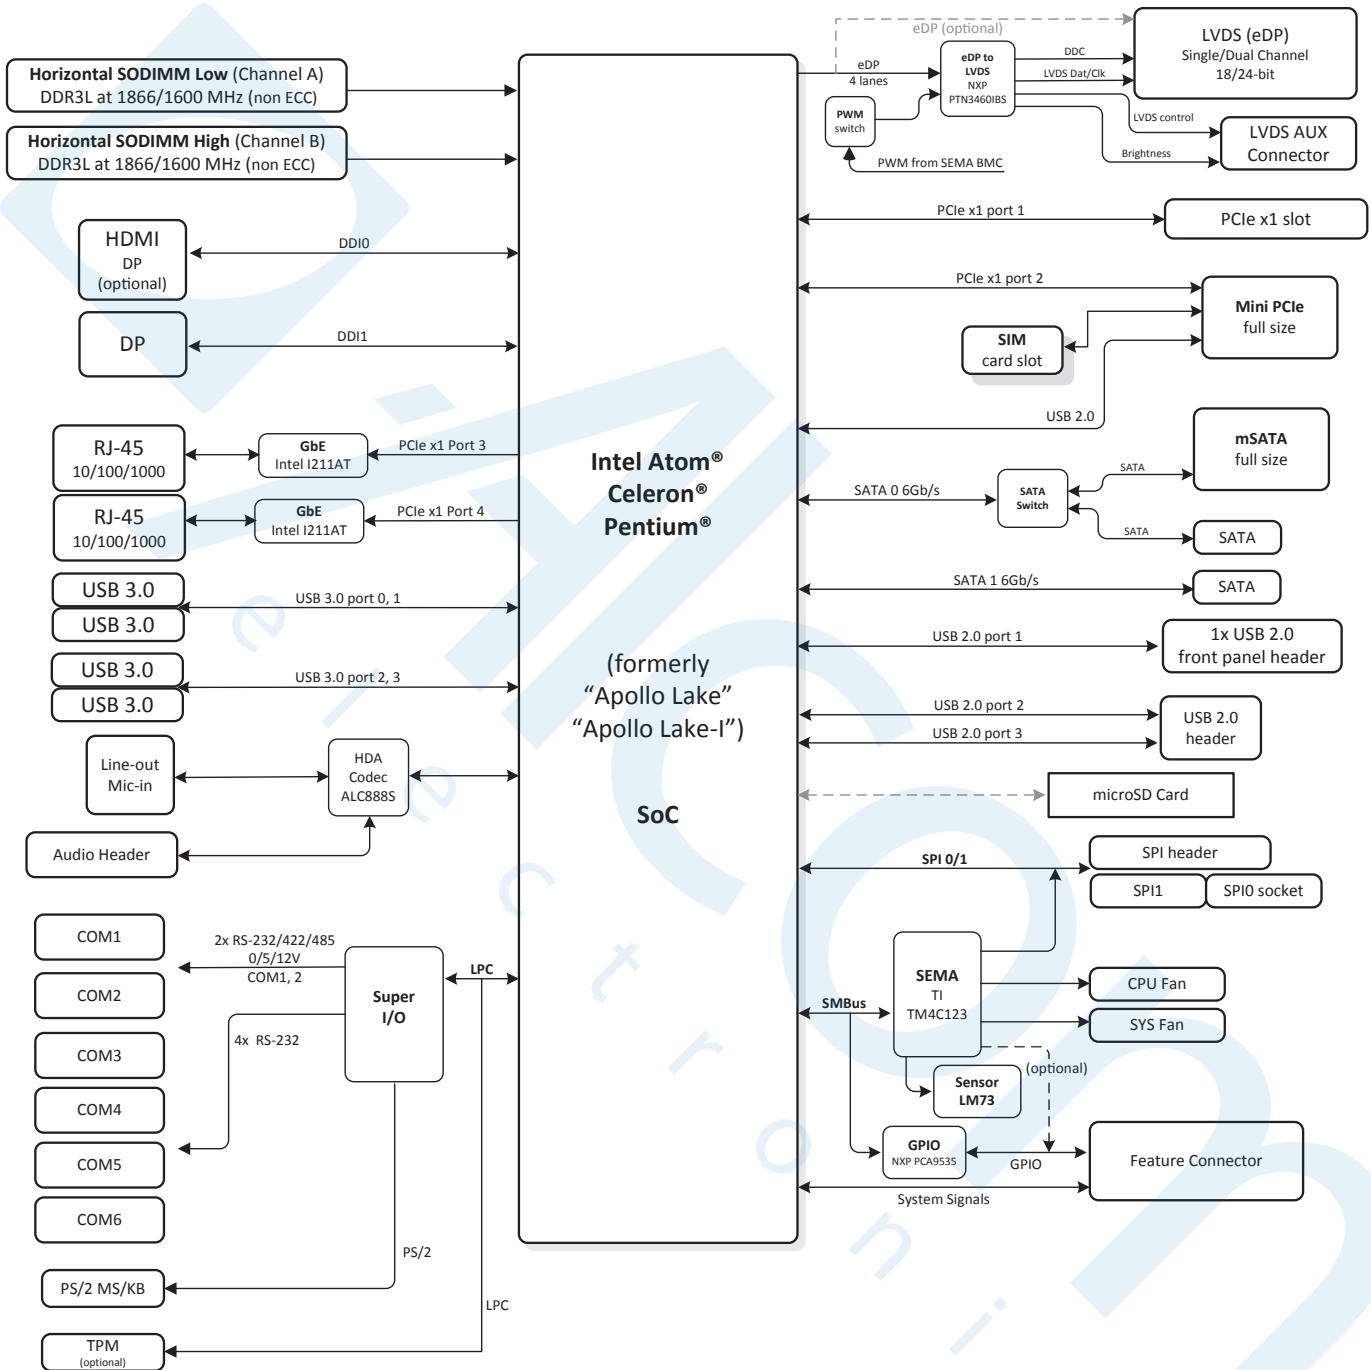 Horizontal SODIMM Low (Channel A)
DDR3L at 1866/1600 MHz (non ECC)
Horizontal SODIMM High (Channel B)
DDR3L at 1866/1600 MHz (non ECC)
HDMI
DP
(optional)
DDI0
DP
DDI1
RJ-45
10/100/1000
GbE
Intel I211AT
PCIe x1 Port 3
RJ-45
10/100/1000
GbE
Intel I211AT
PCIe x1 Port 4
USB 3.0
USB 3.0
USB 3.0 port 0, 1
USB 3.0
USB 3.0
USB 3.0 port 2, 3
Line-out
Mic-in
HDA
Codec
ALC888S
Audio Header
COM1
COM2
COM3
COM4
COM5
COM6
2x RS-232/422/485
0/5/12V
COM1, 2
4x RS-232
Super
I/O
LPC
PS/2
PS/2 MS/KB
LPC
TPM
(optional)
Intel Atom®
Celeron®
Pentium®
(formerly
“Apollo Lake”
“Apollo Lake-I”)
SoC
eDP (optional)
eDP
4 lanes
eDP to
LVDS
NXP
PTN3460IBS
PWM
switch
PWM from SEMA BMC
DDC
LVDS Dat/Clk
LVDS control
Brightness
LVDS (eDP)
Single/Dual Channel
18/24-bit
LVDS AUX
Connector
PCIe x1 port 1
PCIe x1 slot
PCIe x1 port 2
Mini PCIe
full size
SIM
card slot
USB 2.0
mSATA
full size
SATA 0 6Gb/s
SATA
Switch
SATA
SATA
SATA
SATA 1 6Gb/s
SATA
USB 2.0 port 1
1x USB 2.0
front panel header
USB 2.0 port 2
USB 2.0 port 3
USB 2.0
header
microSD Card
SPI 0/1
SPI header
SPI1
SPI0 socket
SEMA
TI
TM4C123
SMBus
CPU Fan
SYS Fan
(optional)
Sensor
LM73
GPIO
NXP PCA9535
GPIO
Feature Connector
System Signals
ACon
electroni